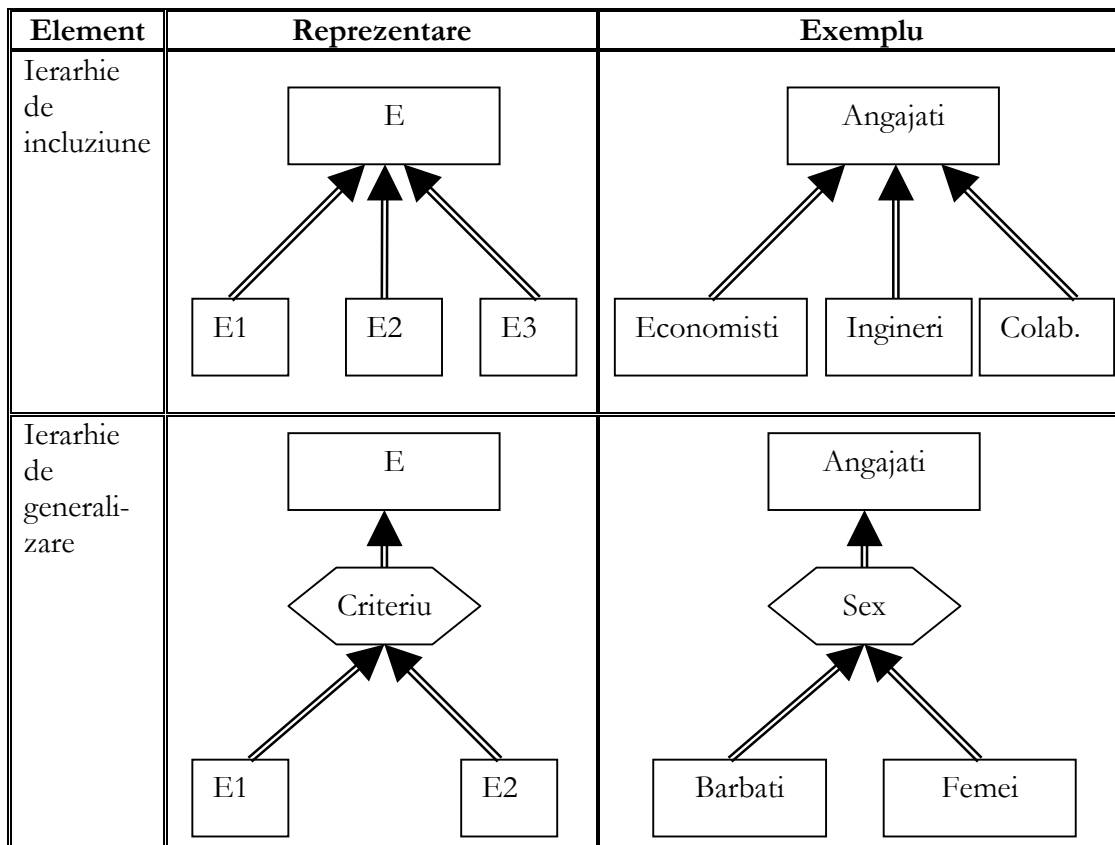 Element Reprezentare Exemplu
Ierarhie
de
incluziune
E
E1 E2 E3
Angajati
Economisti Ingineri Colab.
Ierarhie
de
generali-
zare
E
Criteriu
E1 E2
Angajati
Sex
Barbati Femei